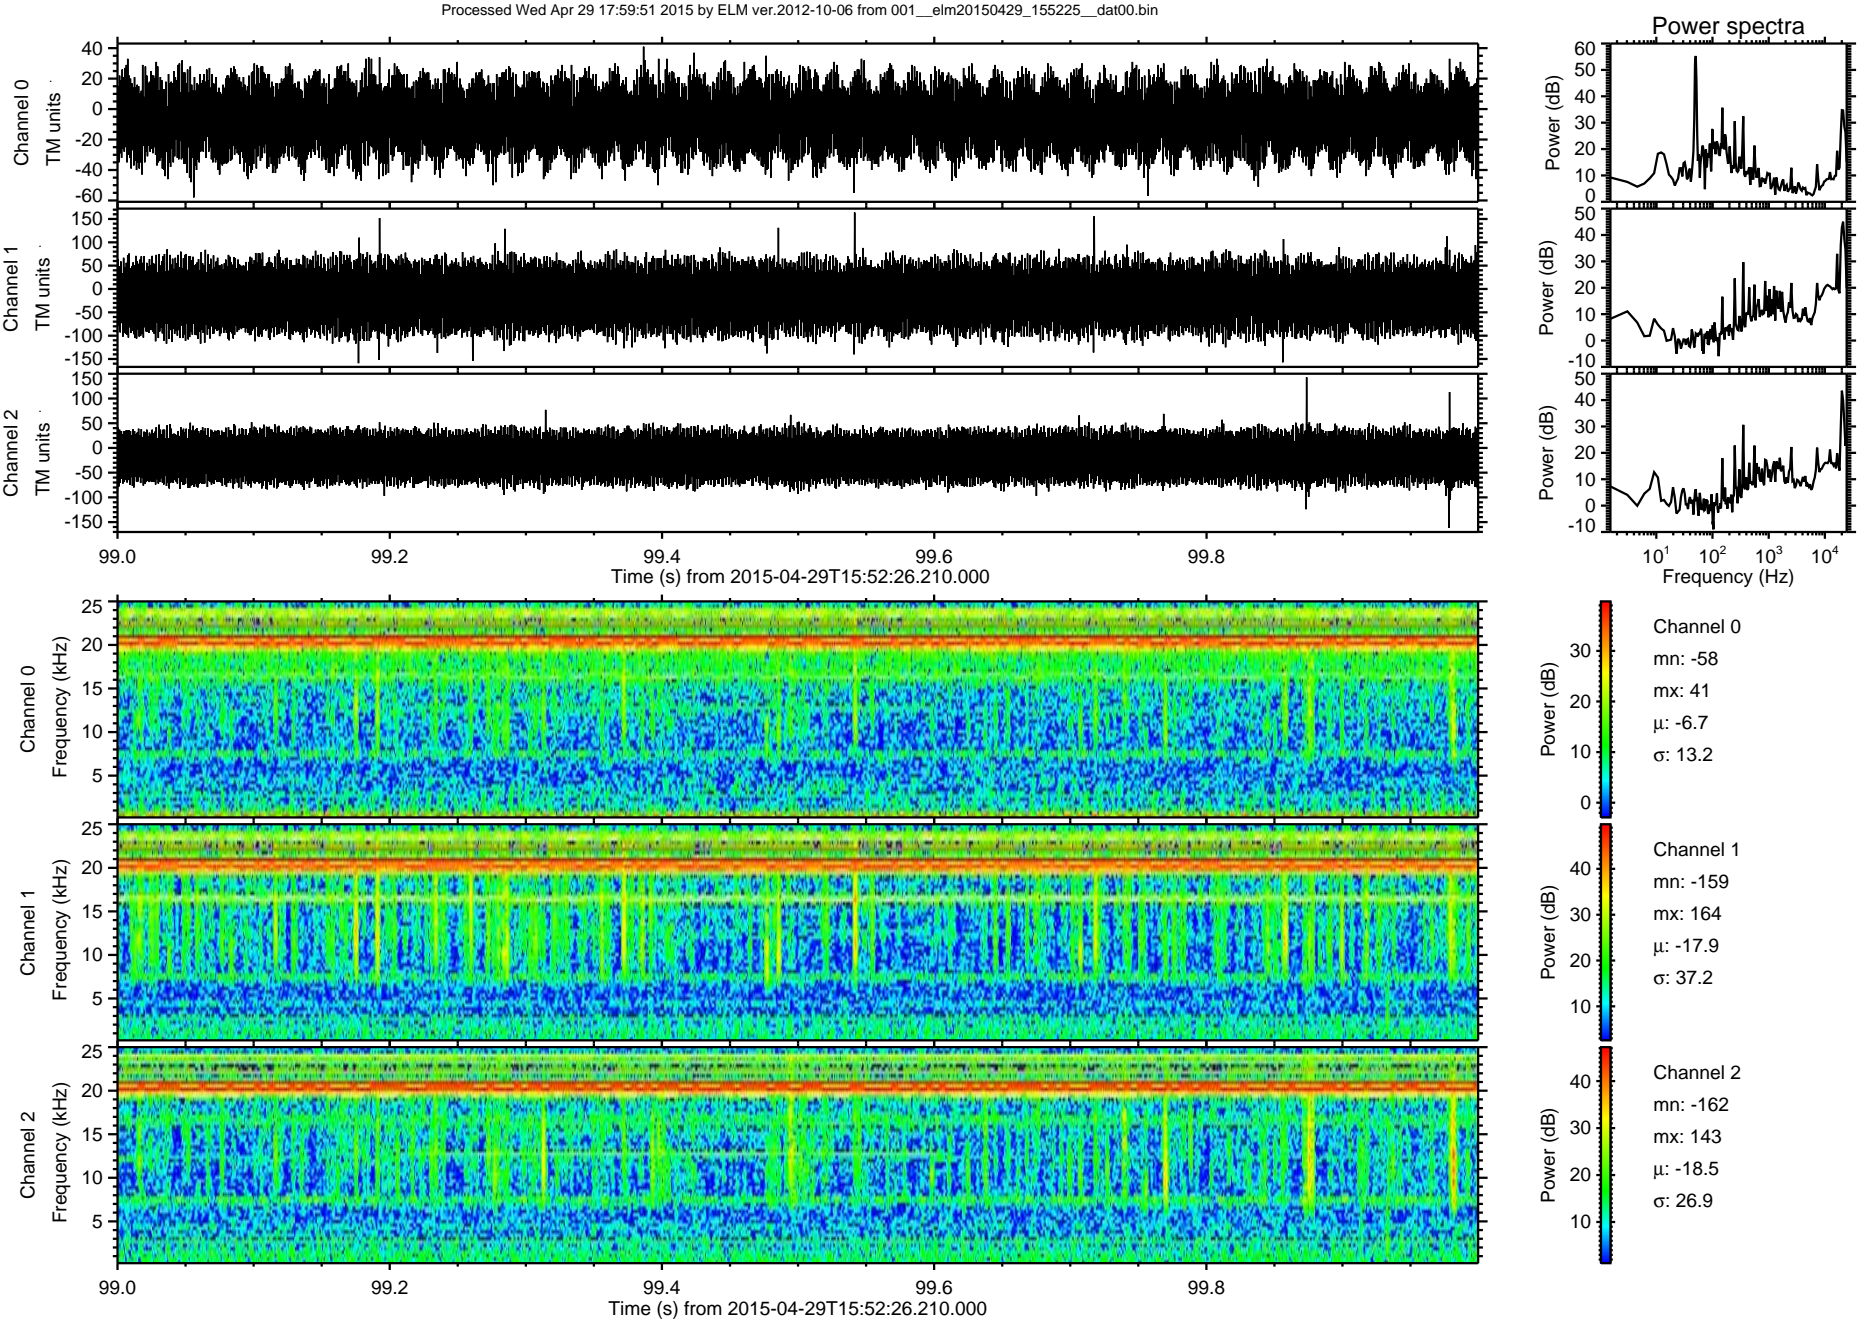 Processed Wed Apr 29 17:59:51 2015 by ELM ver.2012-10-06 from 001__elm20150429_155225__dat00.bin
Power spectra
Channel 0
TM units
40
20
0
-20
-40
-60
Power (dB)
60
50
40
30
20
10
0
Channel 1
TM units
150
100
50
0
-50
-100
-150
Power (dB)
50
40
30
20
10
0
-10
Channel 2
TM units
150
100
50
0
-50
-100
-150
Power (dB)
50
40
30
20
10
0
-10
99.0 99.2 99.4 99.6 99.8
Time (s) from 2015-04-29T15:52:26.210.000
10¹ 10² 10³ 10⁴
Frequency (Hz)
Channel 0
Frequency (kHz)
25
20
15
10
5
Power (dB)
30
20
10
0
Channel 0
mn: -58
mx: 41
μ: -6.7
σ: 13.2
Channel 1
Frequency (kHz)
25
20
15
10
5
Power (dB)
40
30
20
10
Channel 1
mn: -159
mx: 164
μ: -17.9
σ: 37.2
Channel 2
Frequency (kHz)
25
20
15
10
5
Power (dB)
40
30
20
10
Channel 2
mn: -162
mx: 143
μ: -18.5
σ: 26.9
99.0 99.2 99.4 99.6 99.8
Time (s) from 2015-04-29T15:52:26.210.000